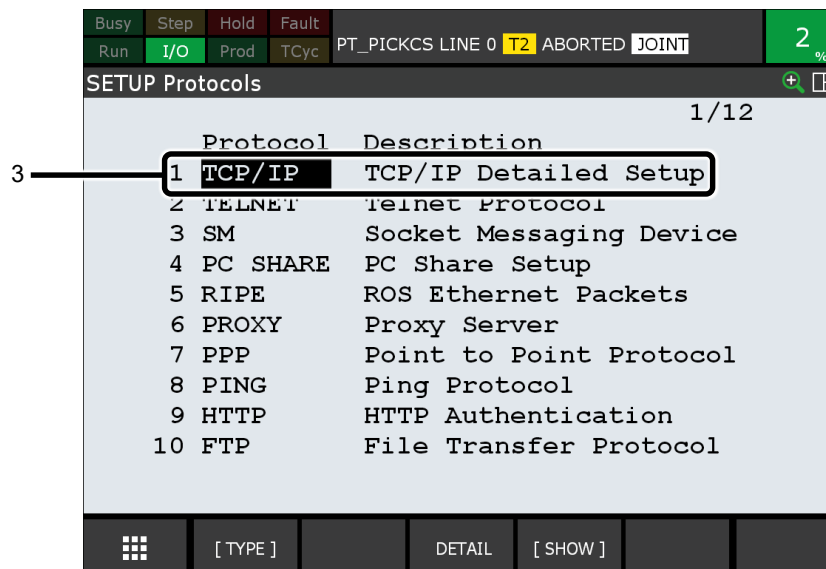 Busy Step Hold Fault
Run I/O Prod TCyc
PT_PICKCS LINE 0 T2 ABORTED JOINT
2 %
SETUP Protocols
1/12
Protocol Description
3
1 TCP/IP TCP/IP Detailed Setup
2 TELNET Telnet Protocol
3 SM Socket Messaging Device
4 PC SHARE PC Share Setup
5 RIPE ROS Ethernet Packets
6 PROXY Proxy Server
7 PPP Point to Point Protocol
8 PING Ping Protocol
9 HTTP HTTP Authentication
10 FTP File Transfer Protocol
[ TYPE ] DETAIL [ SHOW ]